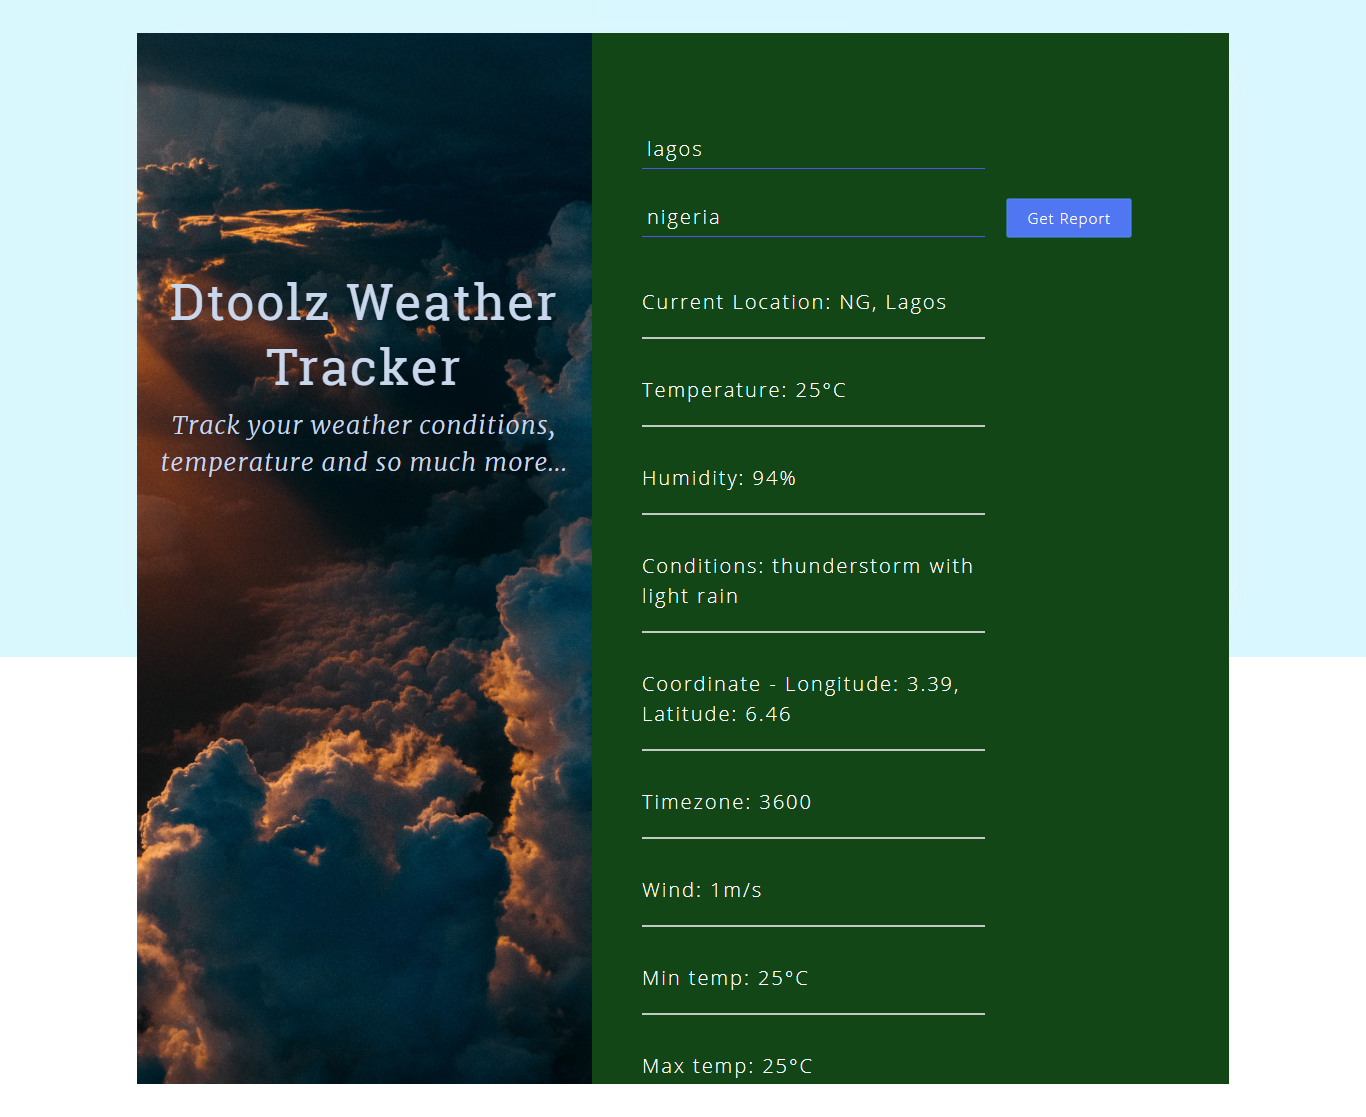 Dtoolz Weather
Tracker
Track your weather conditions,
temperature and so much more...
lagos
nigeria
Get Report
Current Location: NG, Lagos
Temperature: 25°C
Humidity: 94%
Conditions: thunderstorm with
light rain
Coordinate - Longitude: 3.39,
Latitude: 6.46
Timezone: 3600
Wind: 1m/s
Min temp: 25°C
Max temp: 25°C